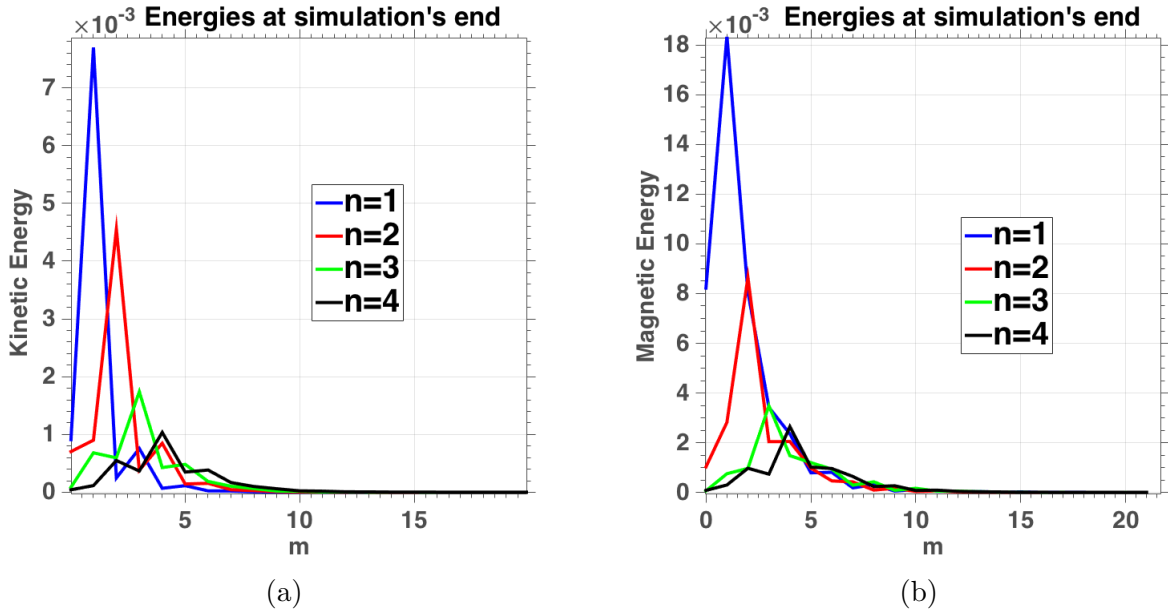 ×10⁻³ Energies at simulation's end
Kinetic Energy
7
6
5
4
3
2
1
0
5
10
15
m
n=1
n=2
n=3
n=4
(a)
×10⁻³ Energies at simulation's end
Magnetic Energy
18
16
14
12
10
8
6
4
2
0
0
5
10
15
20
m
n=1
n=2
n=3
n=4
(b)